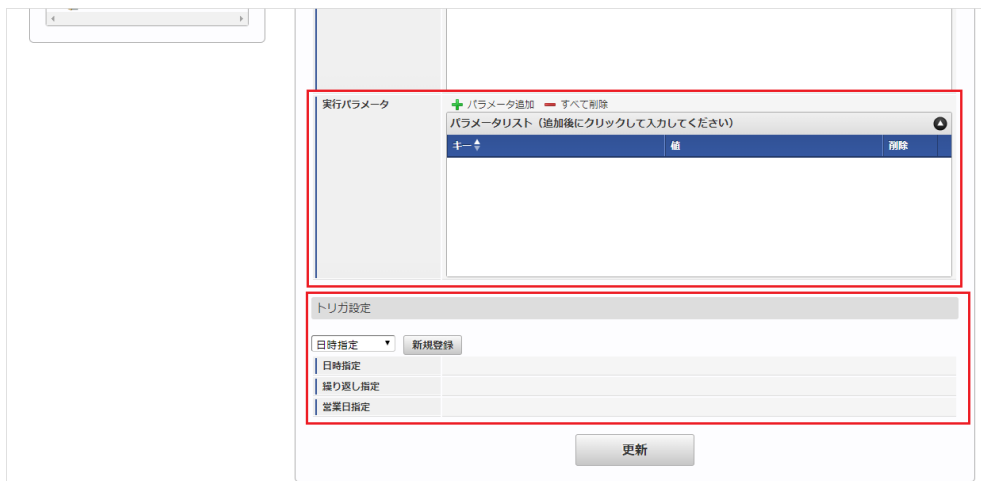 実行パラメータ
パラメータ追加 すべて削除
パラメータリスト（追加後にクリックして入力してください）
キー 値 削除
トリガ設定
日時指定 新規登録
日時指定
繰り返し指定
営業日指定
更新